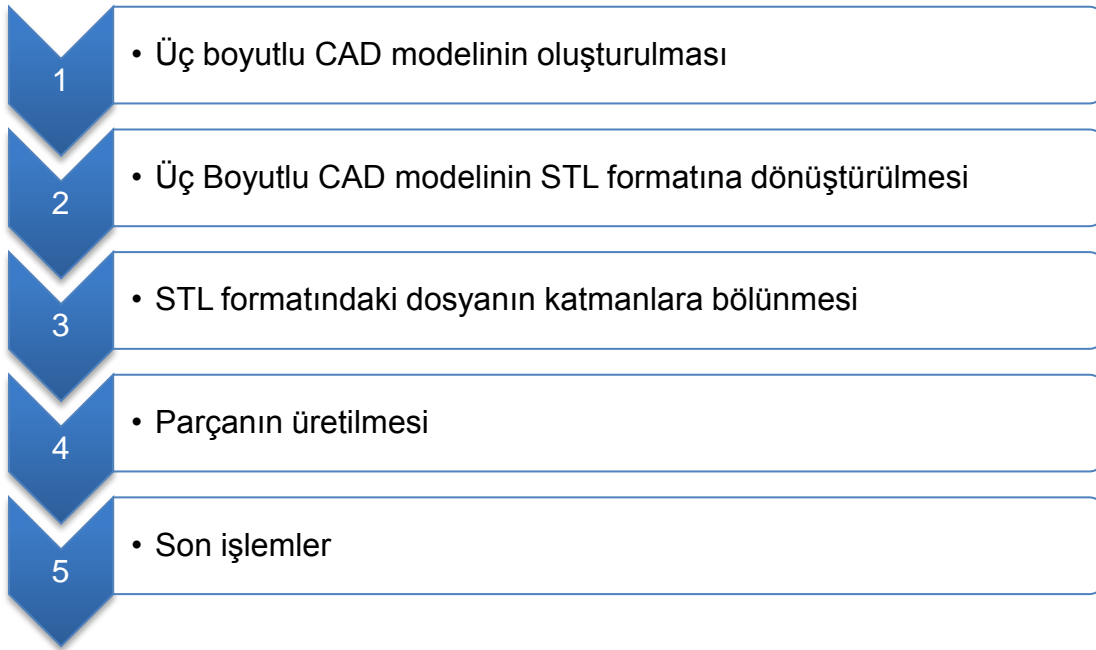 1
• Üç boyutlu CAD modelinin oluşturulması
2
• Üç Boyutlu CAD modelinin STL formatına dönüştürülmesi
3
• STL formatındaki dosyanın katmanlara bölünmesi
4
• Parçanın üretilmesi
5
• Son işlemler